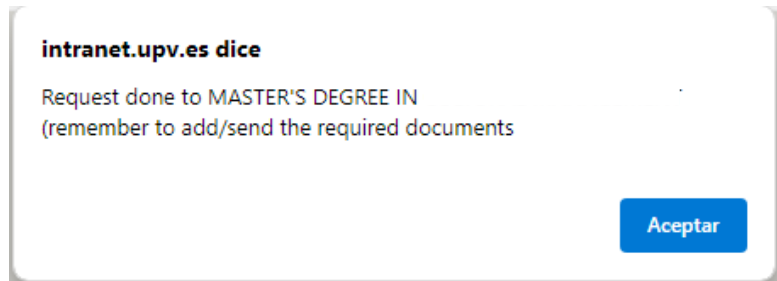 intranet.upv.es dice
Request done to MASTER'S DEGREE IN
(remember to add/send the required documents
Aceptar